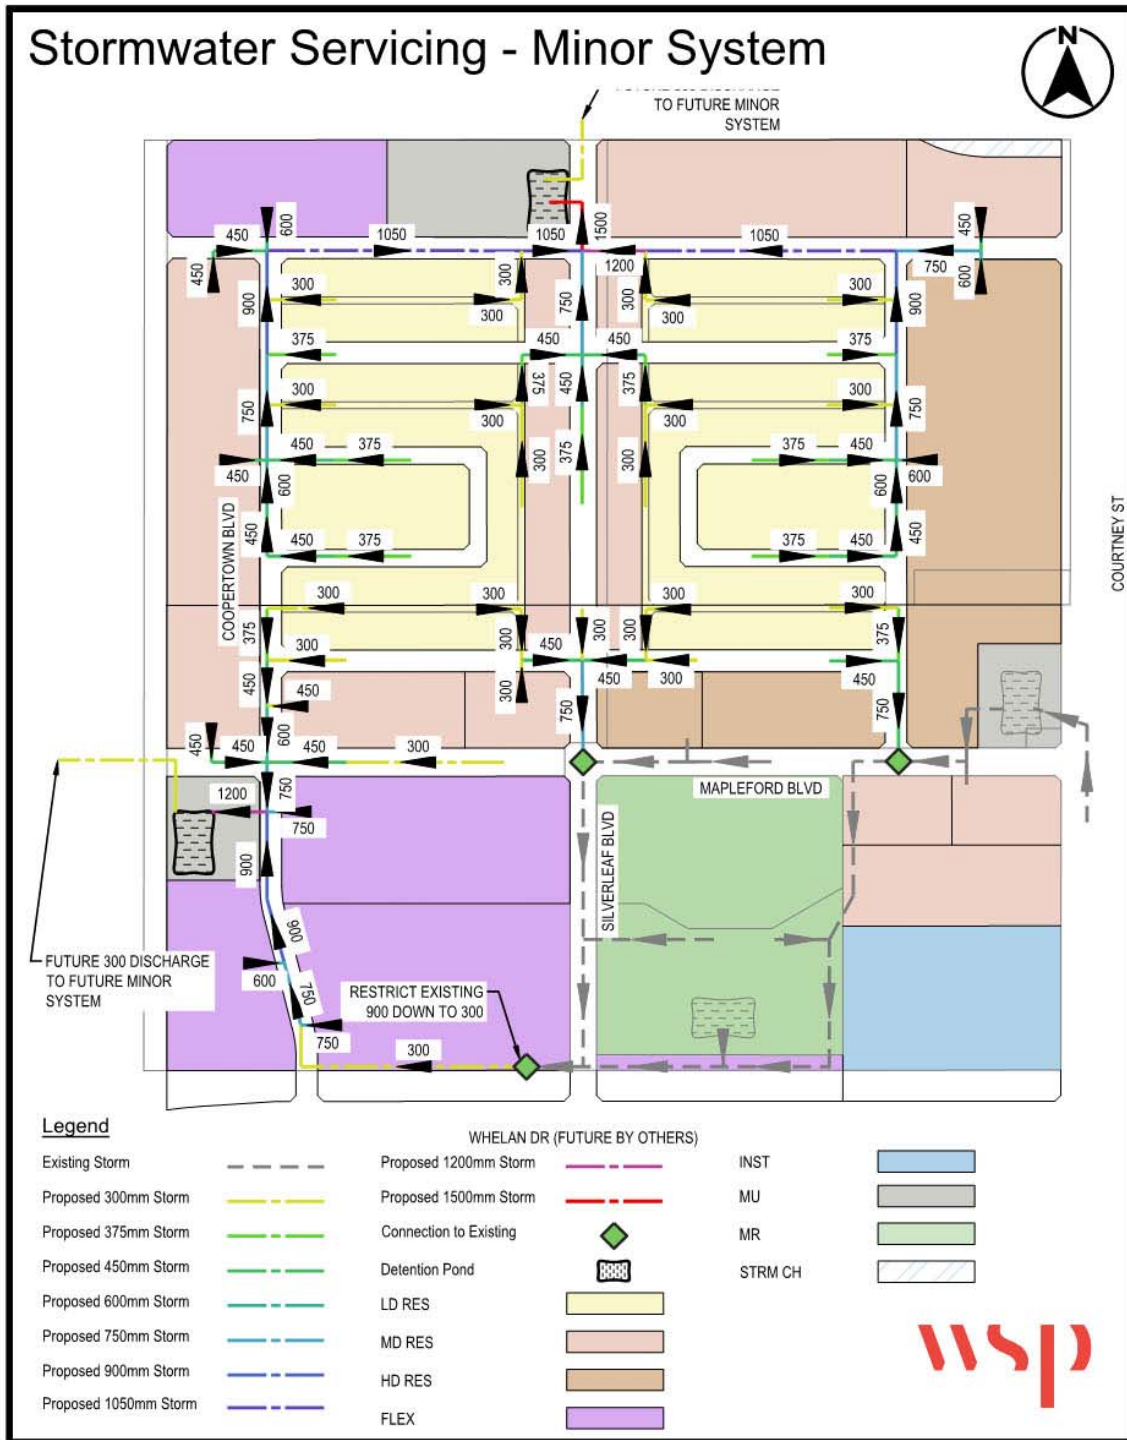 Stormwater Servicing - Minor System
N
TO FUTURE MINOR
SYSTEM
600
1500
450
450
1050
1050
1200
1050
750
450
600
300
300
900
300
300
750
300
300
300
900
375
450
450
375
375
375
450
375
300
300
750
300
300
300
750
450
375
300
375
300
375
450
450
600
600
600
COOPERTOWN BLVD
450
450
375
375
450
450
COURTNEY ST
300
300
300
300
375
300
300
450
300
300
375
450
450
300
300
450
450
600
750
750
450
450
450
300
MAPLEFORD BLVD
1200
750
750
900
SILVERLEAF BLVD
900
FUTURE 300 DISCHARGE
TO FUTURE MINOR
SYSTEM
600
750
RESTRICT EXISTING
900 DOWN TO 300
750
300
Legend
WHELAN DR (FUTURE BY OTHERS)
Existing Storm
Proposed 300mm Storm
Proposed 375mm Storm
Proposed 450mm Storm
Proposed 600mm Storm
Proposed 750mm Storm
Proposed 900mm Storm
Proposed 1050mm Storm
Proposed 1200mm Storm
Proposed 1500mm Storm
Connection to Existing
Detention Pond
LD RES
MD RES
HD RES
FLEX
INST
MU
MR
STRM CH
wsp